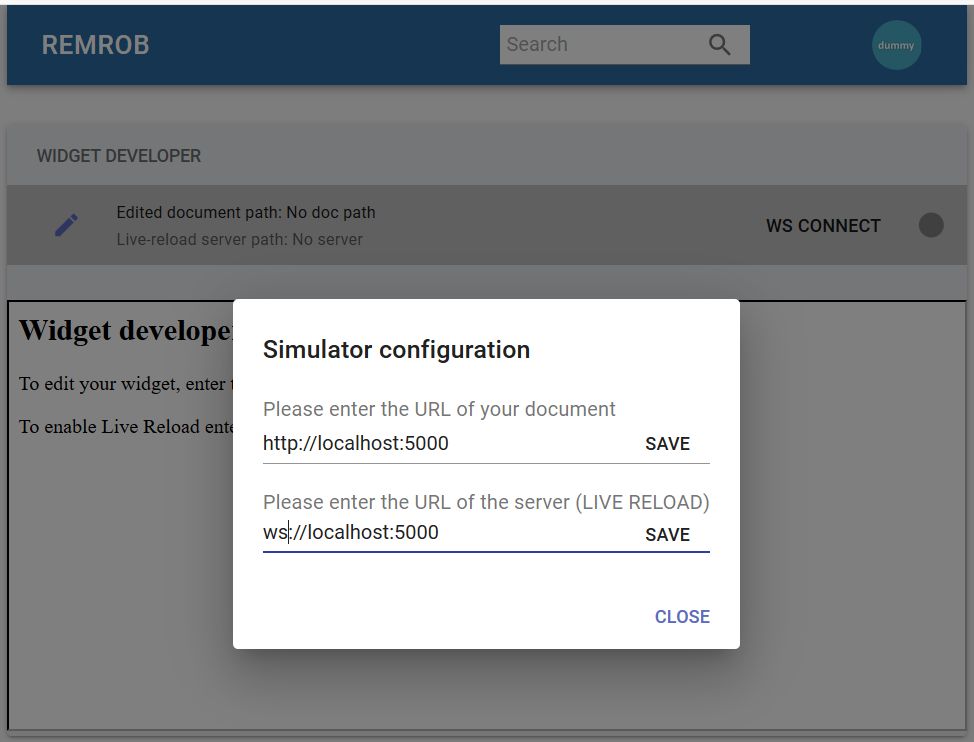 REMROB
Search
dummy
WIDGET DEVELOPER
Edited document path: No doc path
Live-reload server path: No server
WS CONNECT
Widget develope
To edit your widget, enter
To enable Live Reload ente
Simulator configuration
Please enter the URL of your document
http://localhost:5000
SAVE
Please enter the URL of the server (LIVE RELOAD)
ws://localhost:5000
SAVE
CLOSE